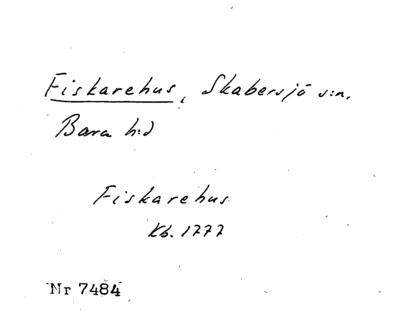 Fiskarehus, Skabersjö s:n,
Bara h:d
Fiskarehus
Kb. 1777
Nr 7484